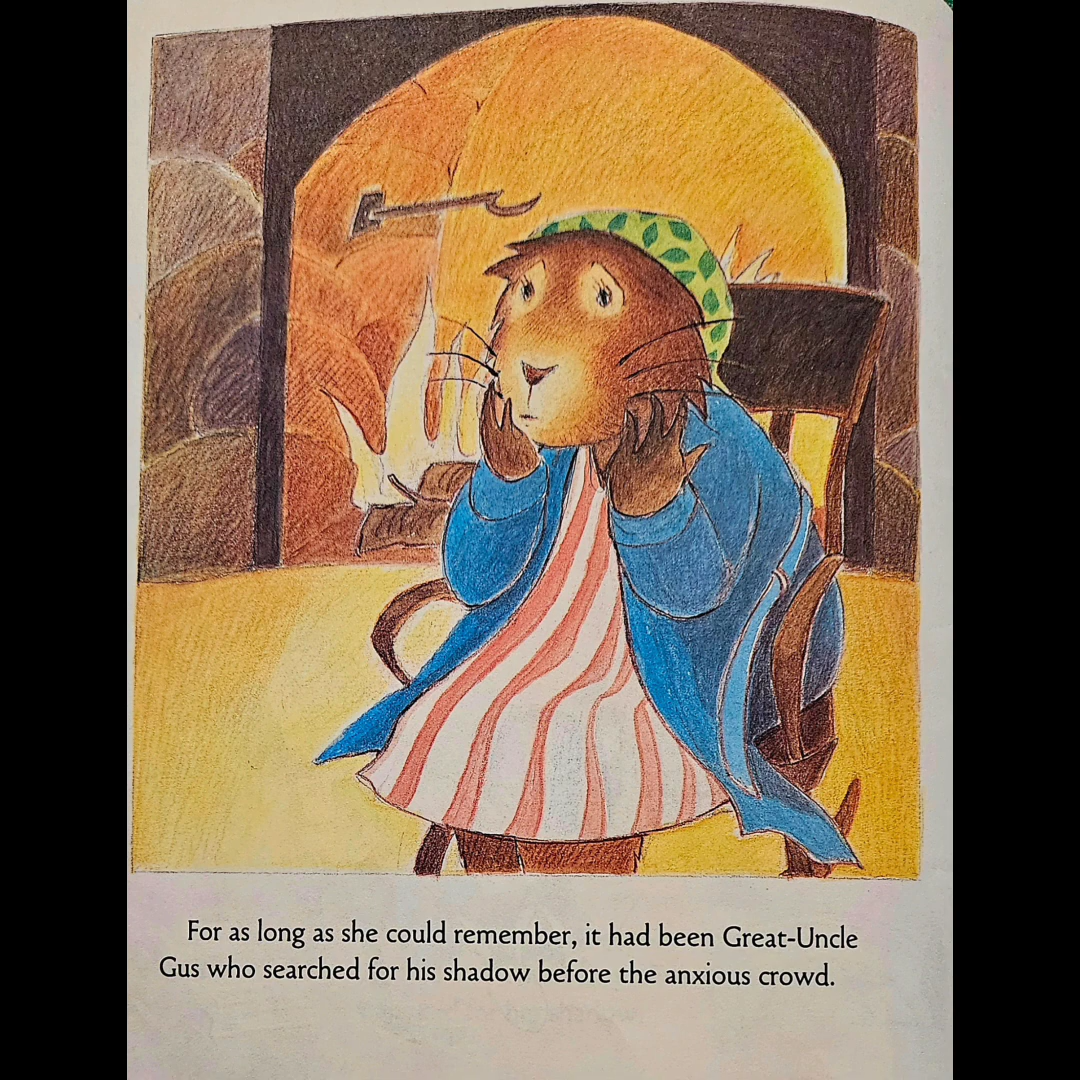 For as long as she could remember, it had been Great-Uncle
Gus who searched for his shadow before the anxious crowd.